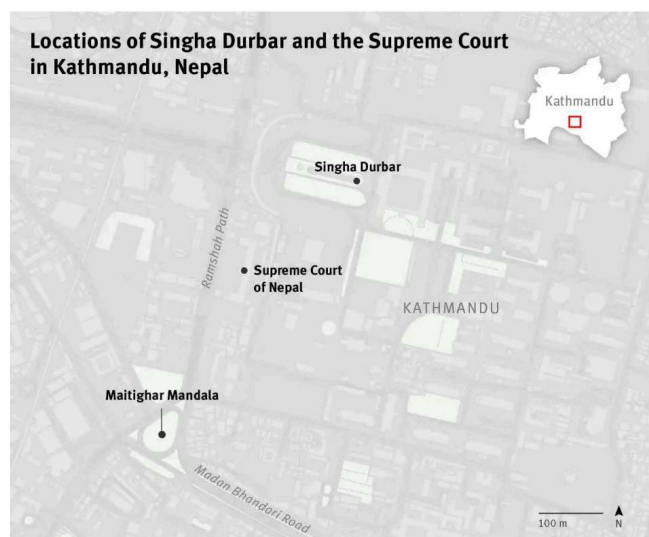 Locations of Singha Durbar and the Supreme Court
in Kathmandu, Nepal
Kathmandu
Singha Durbar
Ramshah Path
Supreme Court
of Nepal
KATHMANDU
Maitighar Mandala
Madan Bhandari Road
100 m
N